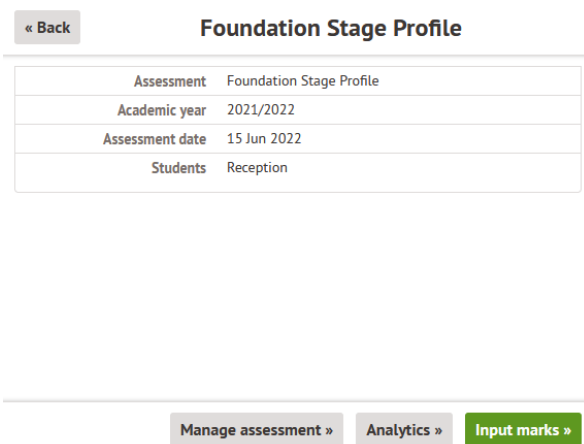 « Back Foundation Stage Profile
Assessment Foundation Stage Profile
Academic year 2021/2022
Assessment date 15 Jun 2022
Students Reception
Manage assessment » Analytics » Input marks »